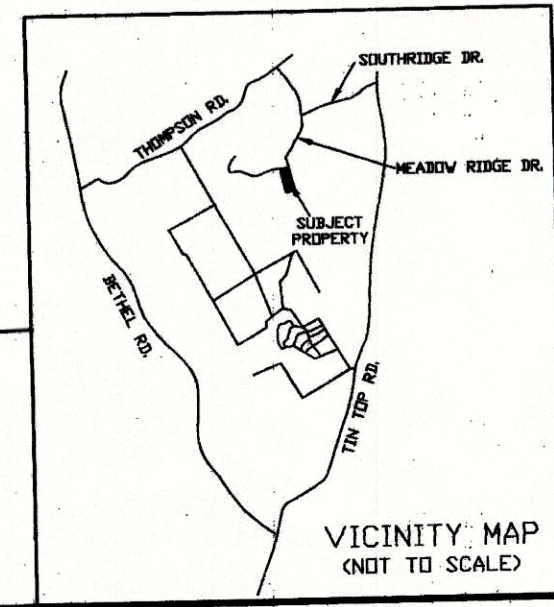 SOUTHRIDGE DR.
THOMPSON RD.
MEADOW RIDGE DR.
SUBJECT
PROPERTY
BETHEL RD.
TIN TOP RD.
VICINITY MAP
(NOT TO SCALE)